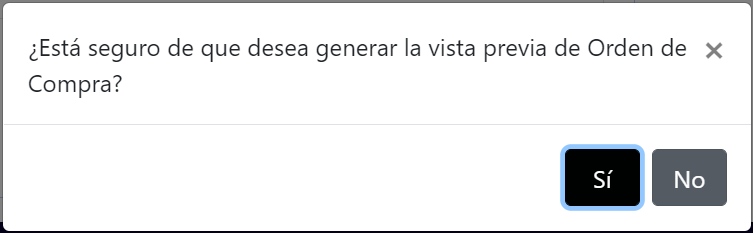 ¿Está seguro de que desea generar la vista previa de Orden de
Compra?
×
Sí
No